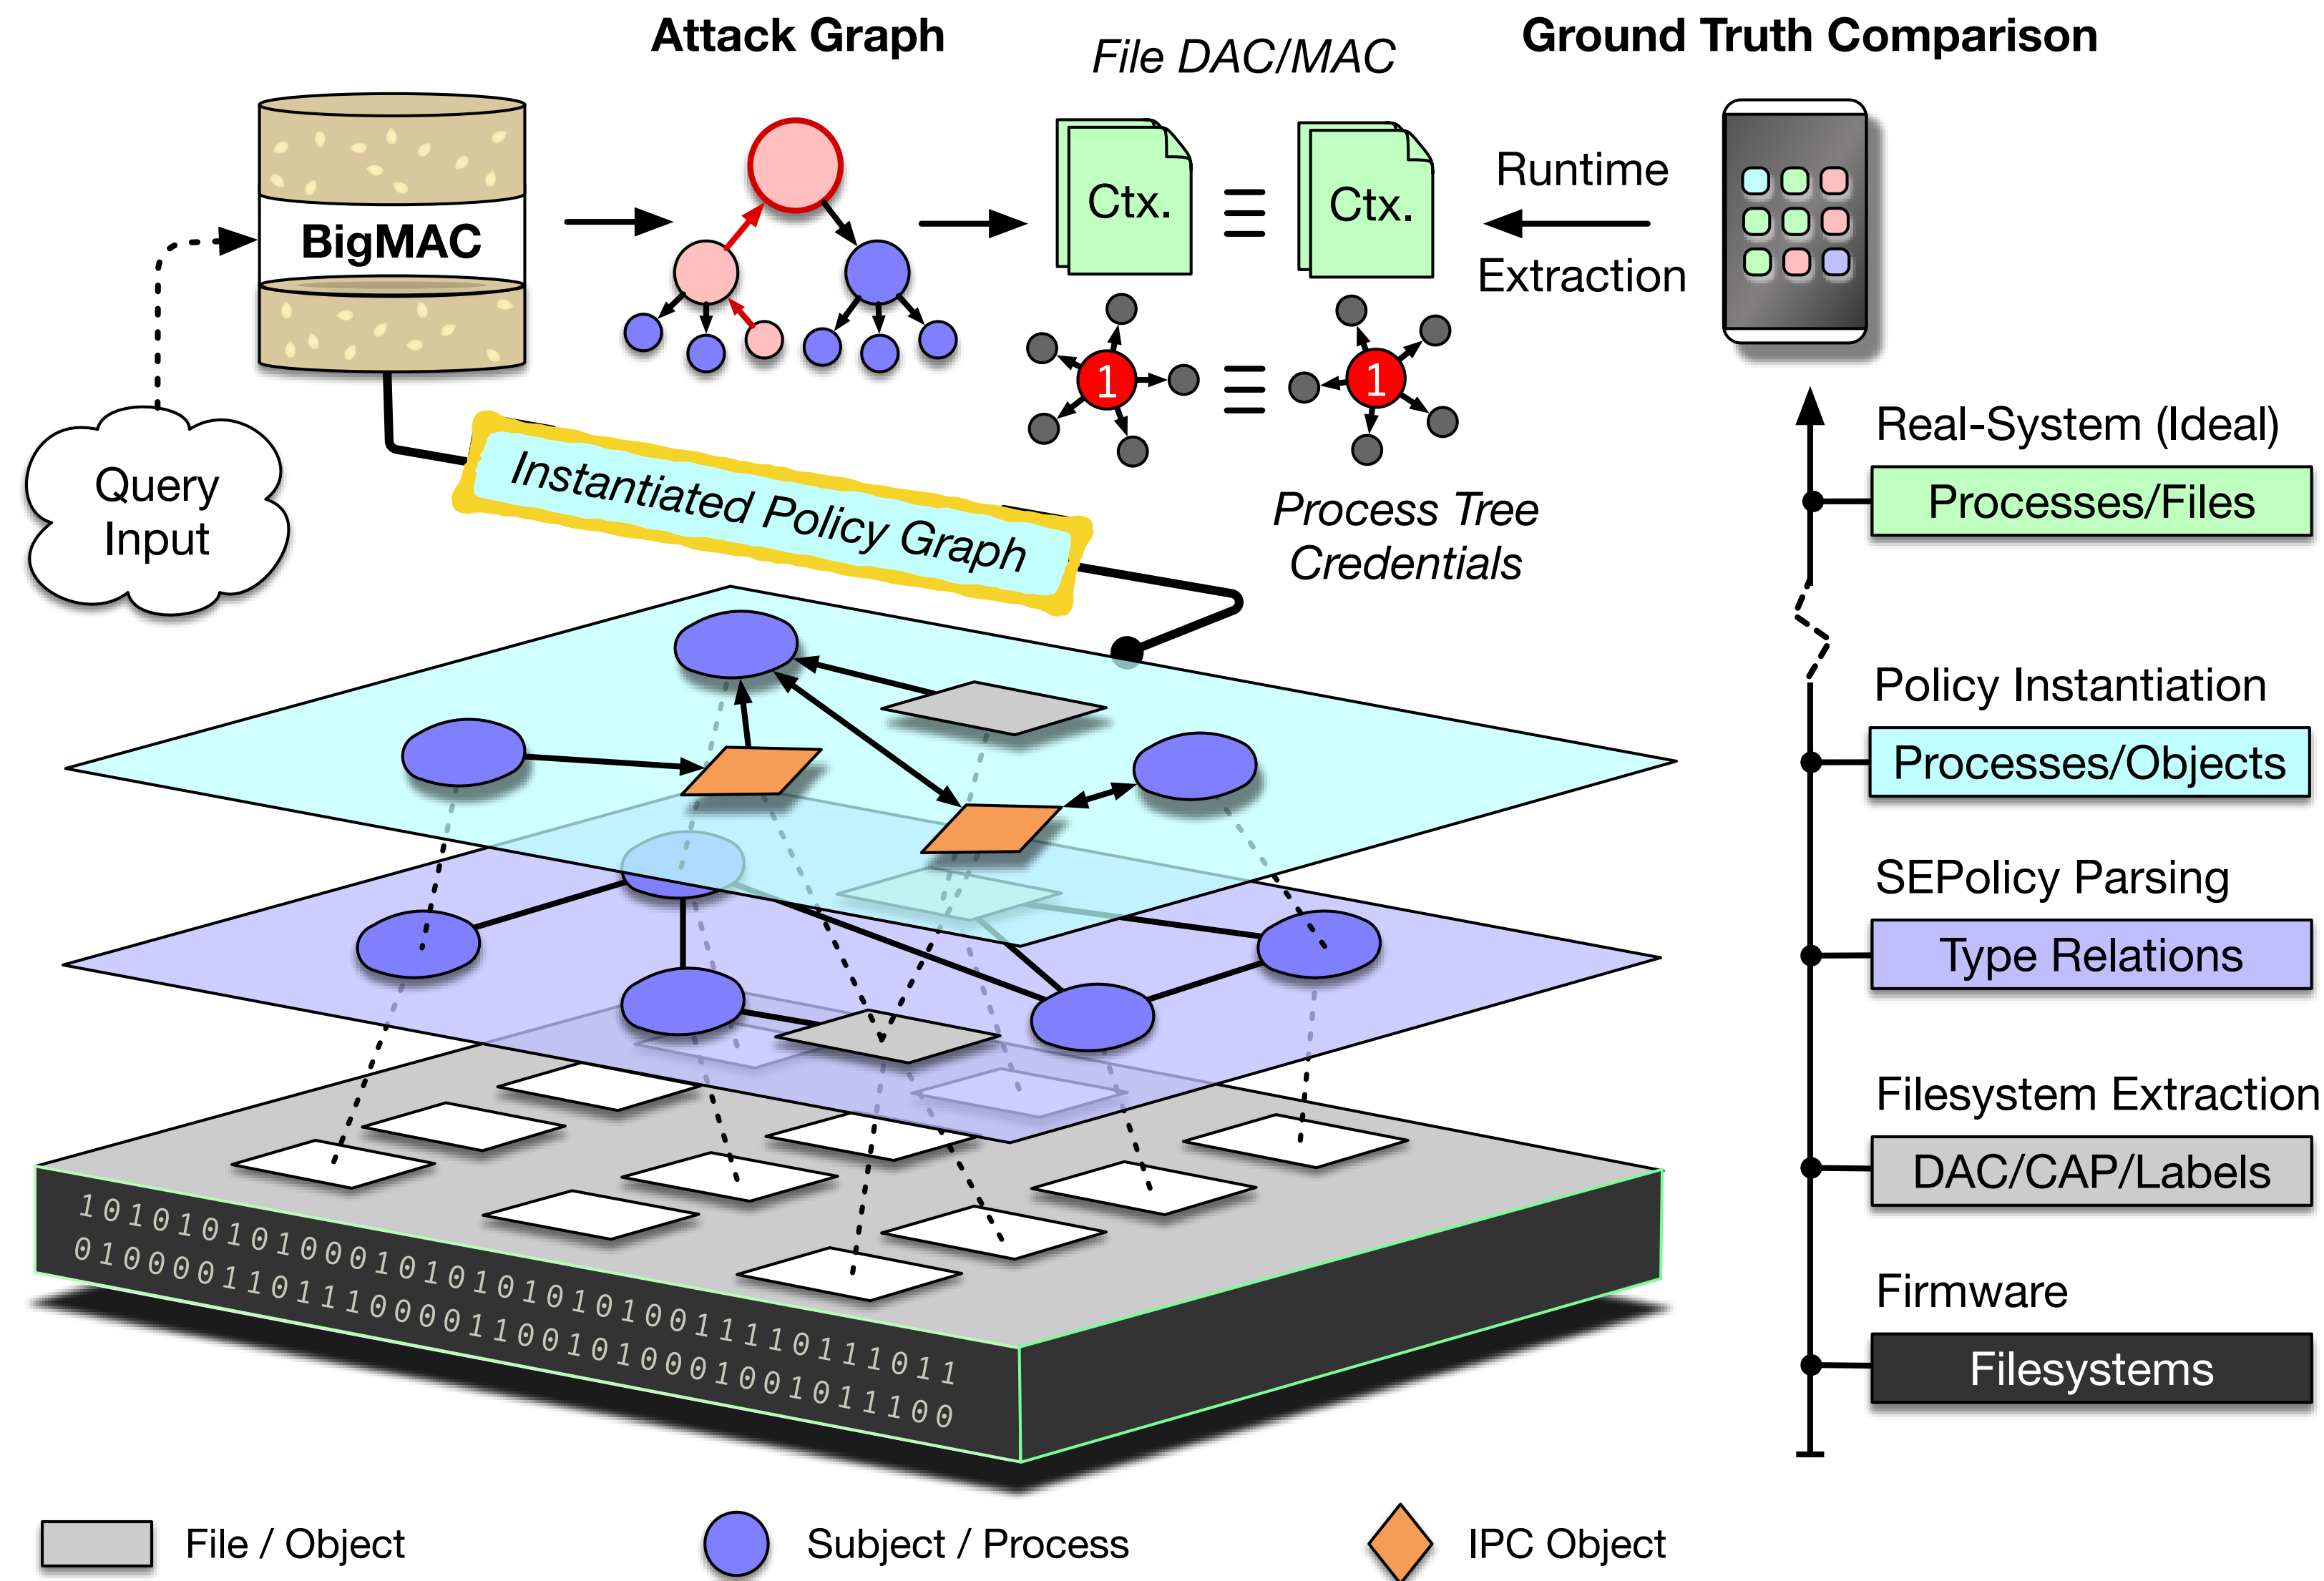 Attack Graph
File DAC/MAC
Ground Truth Comparison
BigMAC
Ctx.
Ctx.
Runtime
Extraction
1
1
Query
Input
Instantiated Policy Graph
Process Tree
Credentials
Real-System (Ideal)
Processes/Files
Policy Instantiation
Processes/Objects
SEPolicy Parsing
Type Relations
Filesystem Extraction
DAC/CAP/Labels
Firmware
Filesystems
10101010001010101010011110111011
010000110111000011001010001001011100
File / Object
Subject / Process
IPC Object